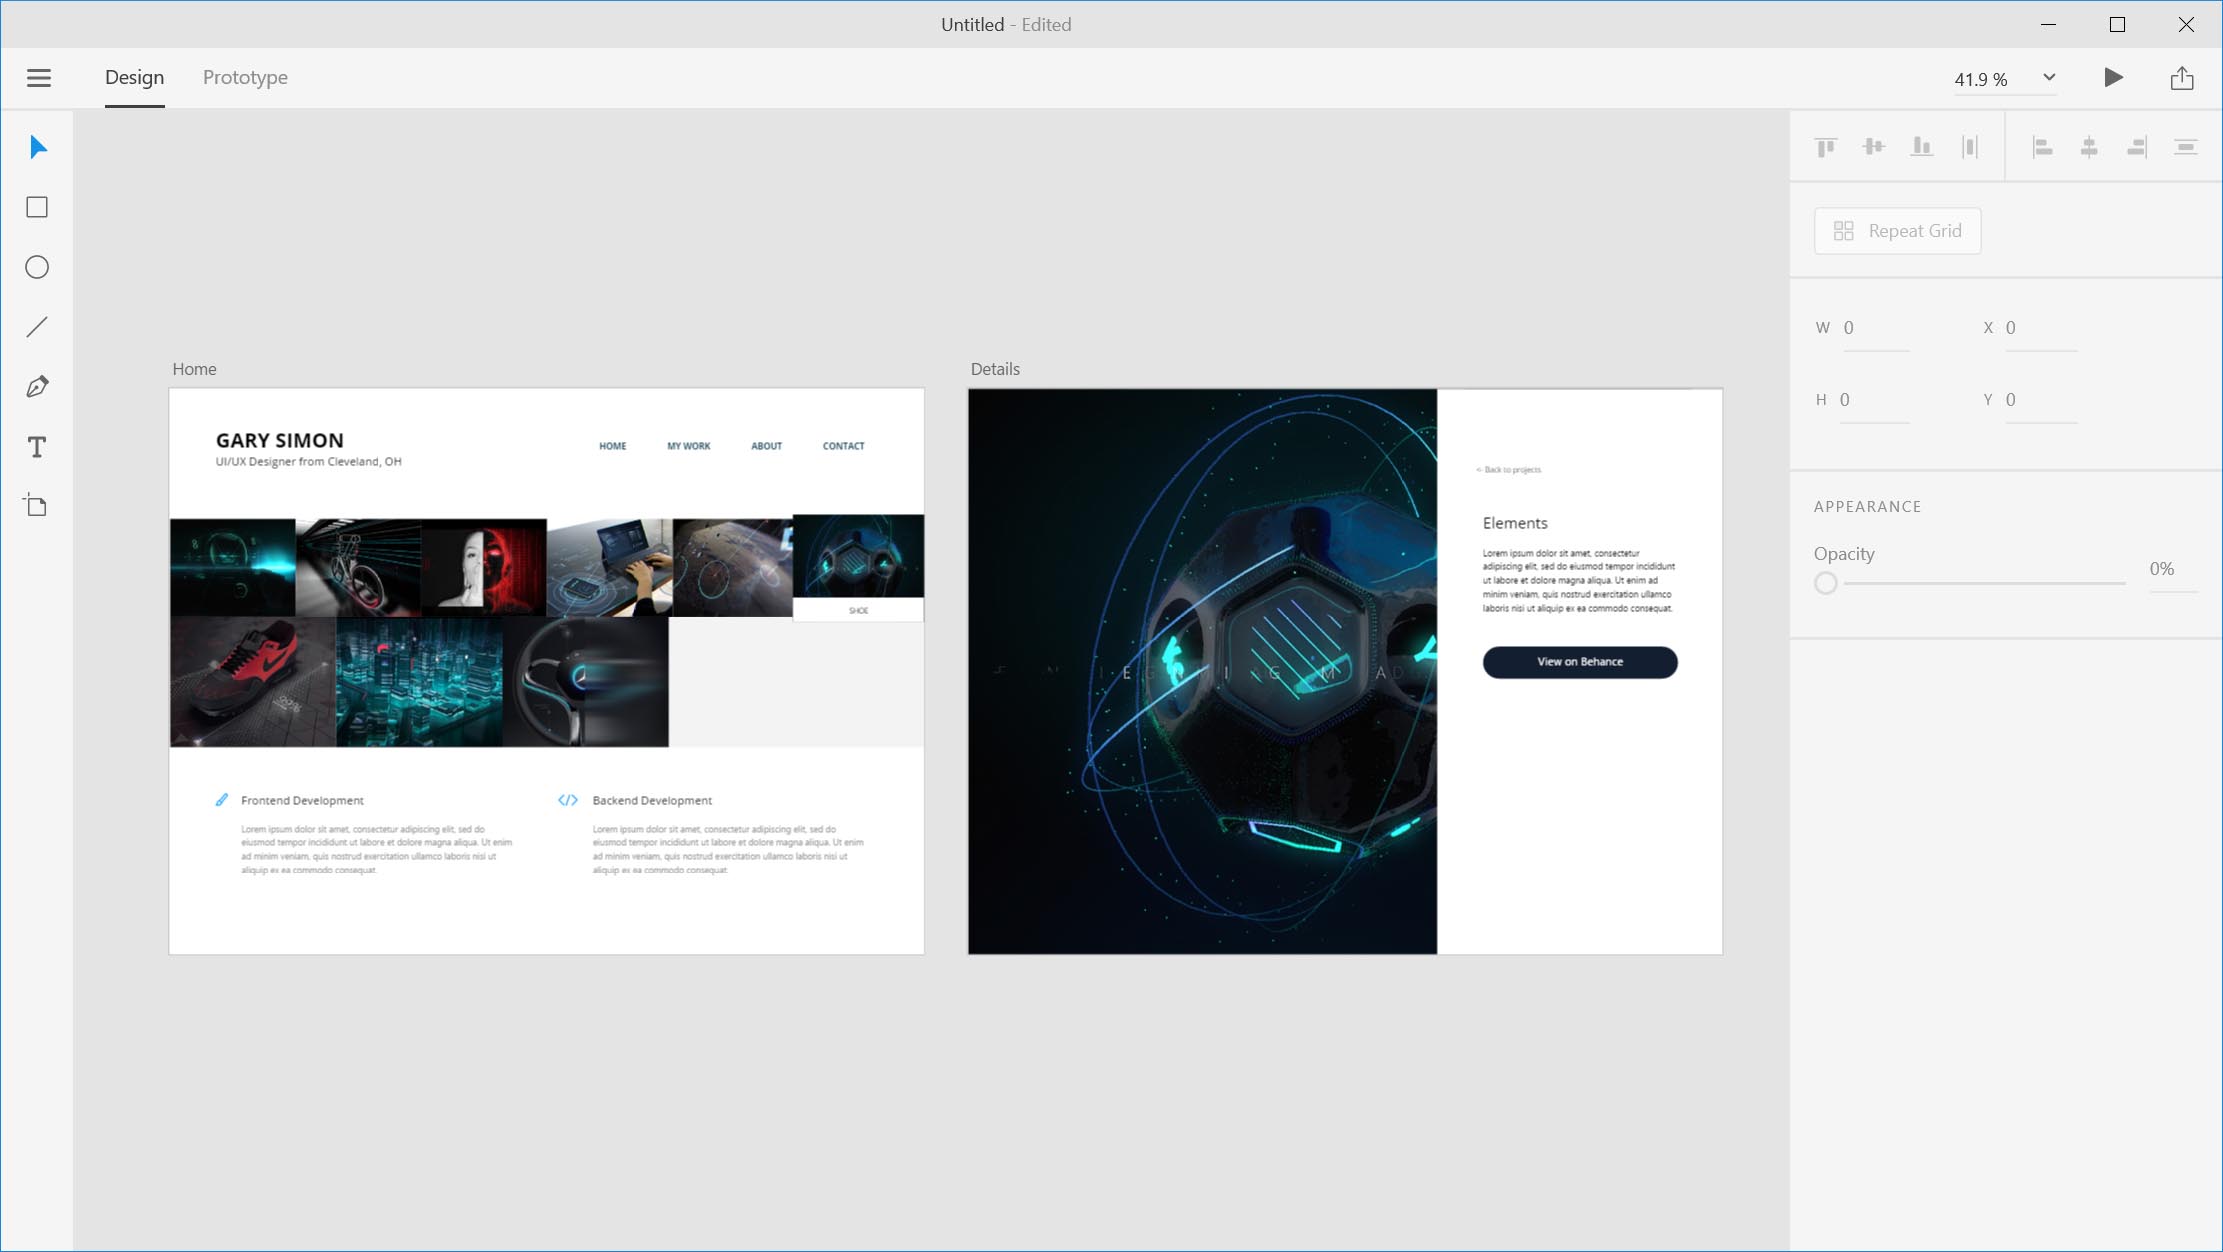 Untitled - Edited
Design
Prototype
41.9 %
Repeat Grid
W 0
X 0
H 0
Y 0
APPEARANCE
Opacity
0%
Home
GARY SIMON
UI/UX Designer from Cleveland, OH
HOME
MY WORK
ABOUT
CONTACT
SHOE
Frontend Development
Lorem ipsum dolor sit amet, consectetur adipiscing elit, sed do
eiusmod tempor incididunt ut labore et dolore magna aliqua. Ut enim
ad minim veniam, quis nostrud exercitation ullamco laboris nisi ut
aliquip ex ea commodo consequat.
Backend Development
Lorem ipsum dolor sit amet, consectetur adipiscing elit, sed do
eiusmod tempor incididunt ut labore et dolore magna aliqua. Ut enim
ad minim veniam, quis nostrud exercitation ullamco laboris nisi ut
aliquip ex ea commodo consequat.
Details
<- Back to projects
Elements
Lorem ipsum dolor sit amet, consectetur
adipiscing elit, sed do eiusmod tempor incididunt
ut labore et dolore magna aliqua. Ut enim ad
minim veniam, quis nostrud exercitation ullamco
laboris nisi ut aliquip ex ea commodo consequat.
View on Behance